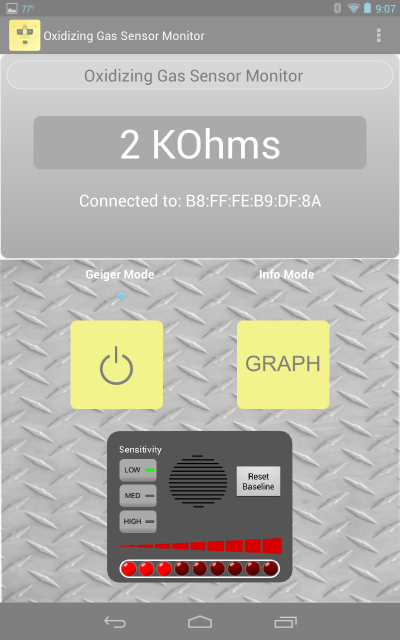 77°
9:07
Oxidizing Gas Sensor Monitor
Oxidizing Gas Sensor Monitor
2 KOhms
Connected to: B8:FF:FE:B9:DF:8A
Geiger Mode
Info Mode
GRAPH
Sensitivity
LOW
MED
HIGH
Reset
Baseline